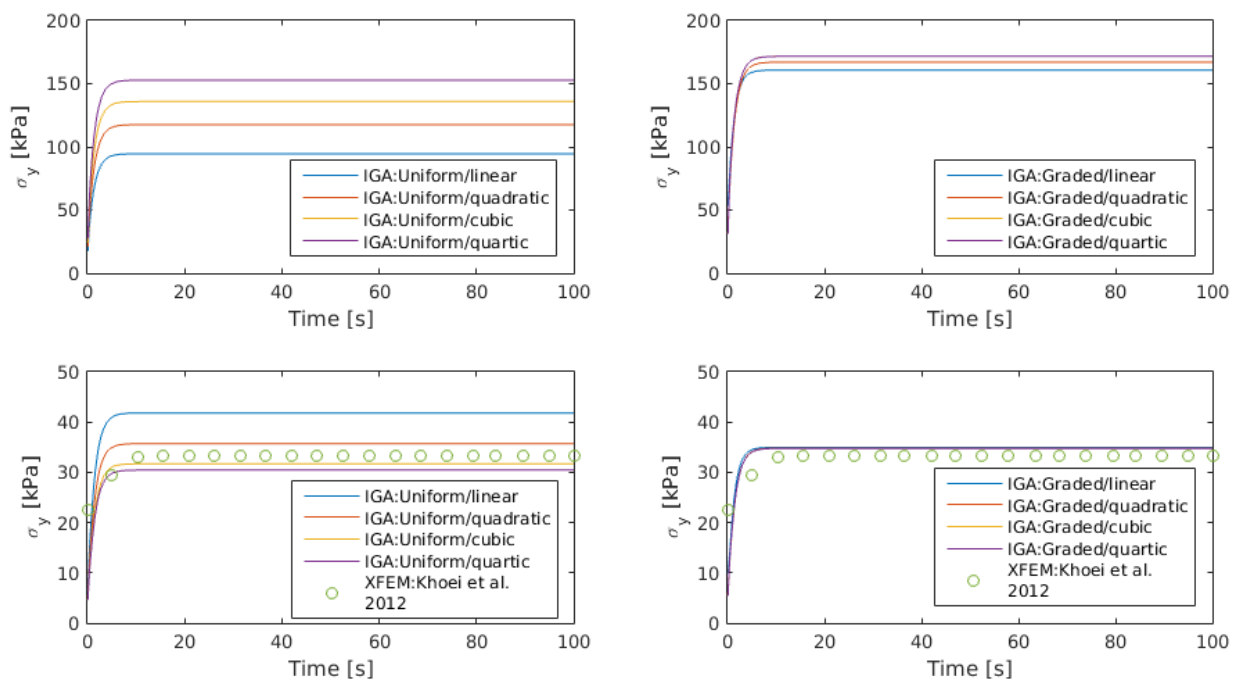 200
150
100
50
0
σy [kPa]
IGA:Uniform/linear
IGA:Uniform/quadratic
IGA:Uniform/cubic
IGA:Uniform/quartic
0 20 40 60 80 100
Time [s]
200
150
100
50
0
σy [kPa]
IGA:Graded/linear
IGA:Graded/quadratic
IGA:Graded/cubic
IGA:Graded/quartic
0 20 40 60 80 100
Time [s]
50
40
30
20
10
0
σy [kPa]
IGA:Uniform/linear
IGA:Uniform/quadratic
IGA:Uniform/cubic
IGA:Uniform/quartic
XFEM:Khoei et al.
2012
0 20 40 60 80 100
Time [s]
50
40
30
20
10
0
σy [kPa]
IGA:Graded/linear
IGA:Graded/quadratic
IGA:Graded/cubic
IGA:Graded/quartic
XFEM:Khoei et al.
2012
0 20 40 60 80 100
Time [s]